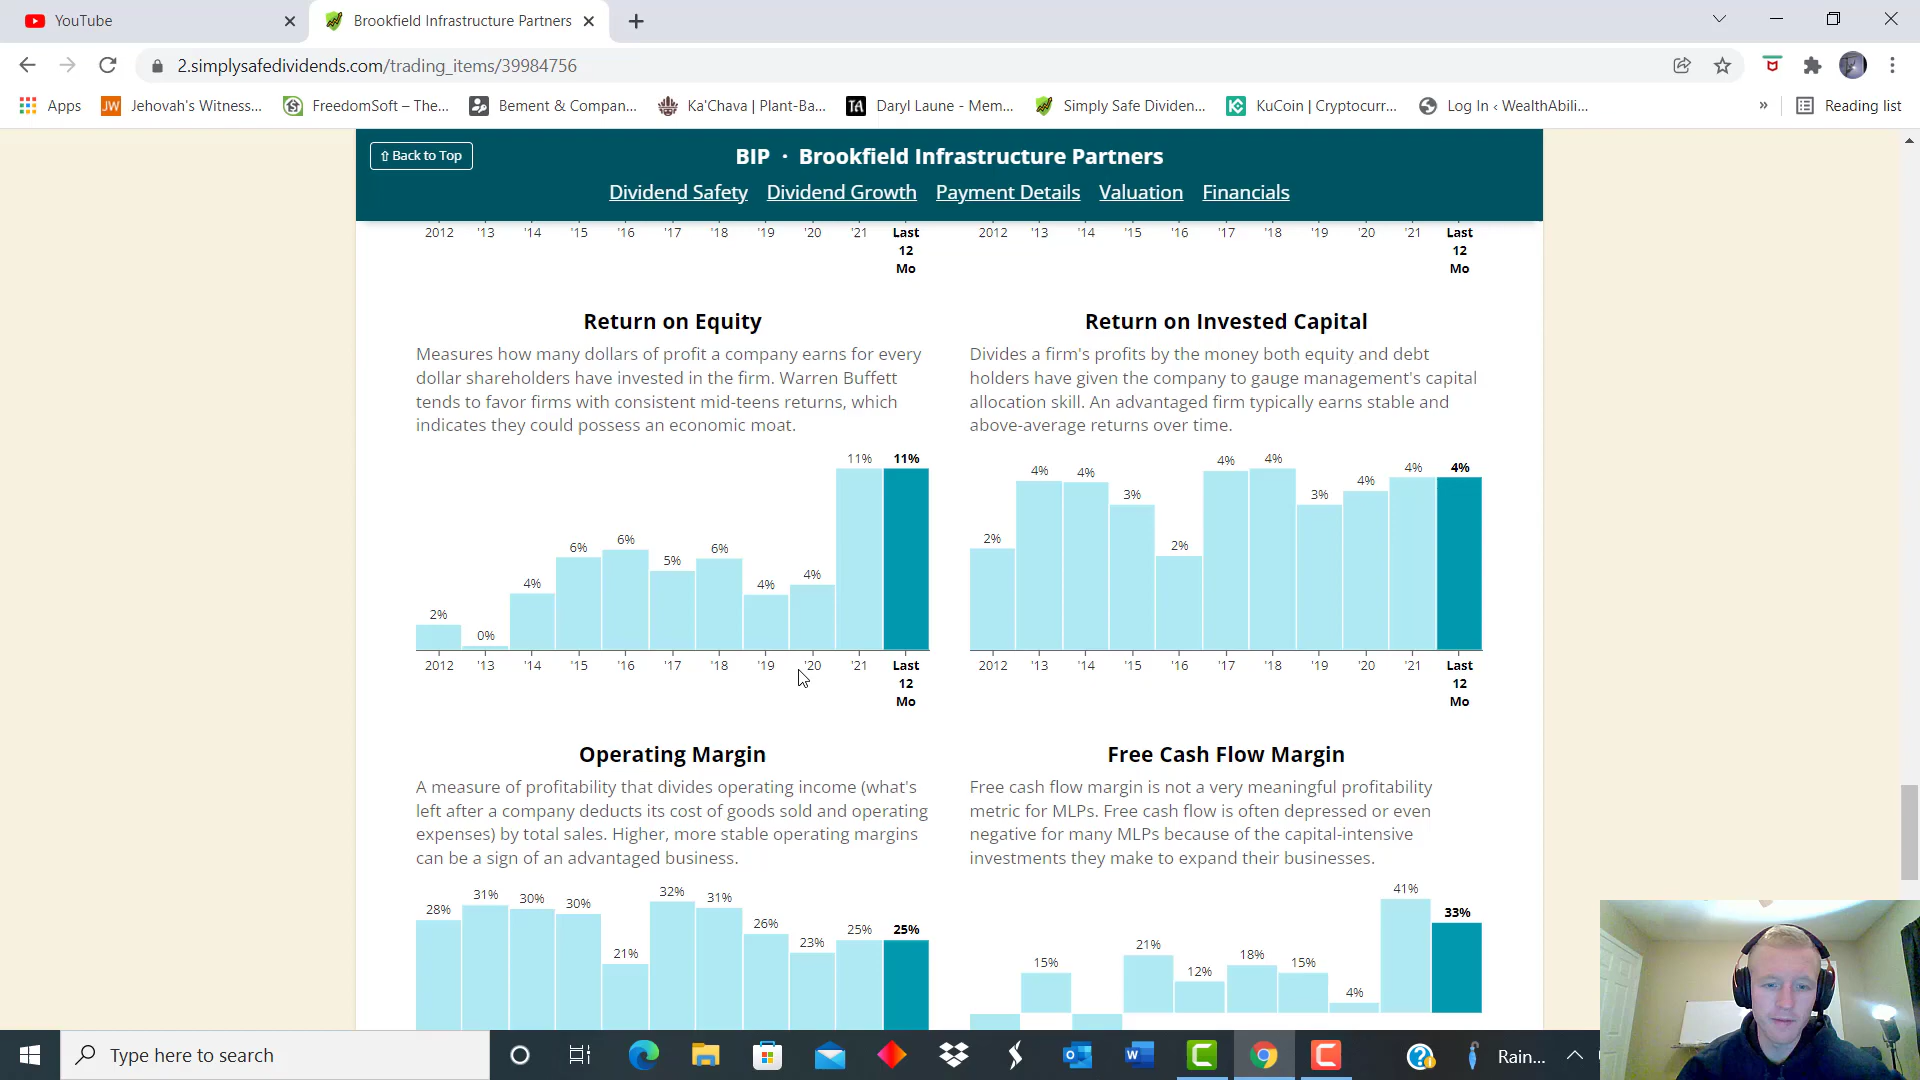 YouTube
Brookfield Infrastructure Partners
2.simplysafedividends.com/trading_items/39984756
Apps
JW Jehovah's Witness...
FreedomSoft – The...
Bement & Compan...
Ka'Chava | Plant-Ba...
TA Daryl Laune - Mem...
Simply Safe Dividen...
KuCoin | Cryptocurr...
Log In ‹ WealthAbili...
»
Reading list
⇧ Back to Top
BIP · Brookfield Infrastructure Partners
Dividend Safety Dividend Growth Payment Details Valuation Financials
2012 '13 '14 '15 '16 '17 '18 '19 '20 '21 Last
12
Mo
2012 '13 '14 '15 '16 '17 '18 '19 '20 '21 Last
12
Mo
Return on Equity
Measures how many dollars of profit a company earns for every
dollar shareholders have invested in the firm. Warren Buffett
tends to favor firms with consistent mid-teens returns, which
indicates they could possess an economic moat.
2% 0% 4% 6% 6% 5% 6% 4% 4% 11% 11%
2012 '13 '14 '15 '16 '17 '18 '19 '20 '21 Last
12
Mo
Return on Invested Capital
Divides a firm's profits by the money both equity and debt
holders have given the company to gauge management's capital
allocation skill. An advantaged firm typically earns stable and
above-average returns over time.
2% 4% 4% 3% 2% 4% 4% 3% 4% 4% 4%
2012 '13 '14 '15 '16 '17 '18 '19 '20 '21 Last
12
Mo
Operating Margin
A measure of profitability that divides operating income (what's
left after a company deducts its cost of goods sold and operating
expenses) by total sales. Higher, more stable operating margins
can be a sign of an advantaged business.
28% 31% 30% 30% 21% 32% 31% 26% 23% 25% 25%
Free Cash Flow Margin
Free cash flow margin is not a very meaningful profitability
metric for MLPs. Free cash flow is often depressed or even
negative for many MLPs because of the capital-intensive
investments they make to expand their businesses.
15% 21% 12% 18% 15% 4% 41% 33%
Type here to search
Rain...